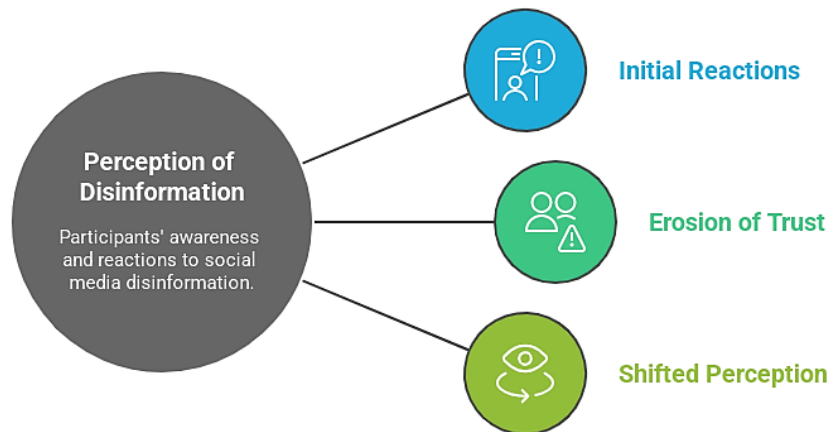 Initial Reactions
Perception of
Disinformation
Participants' awareness
and reactions to social
media disinformation.
Erosion of Trust
Shifted Perception